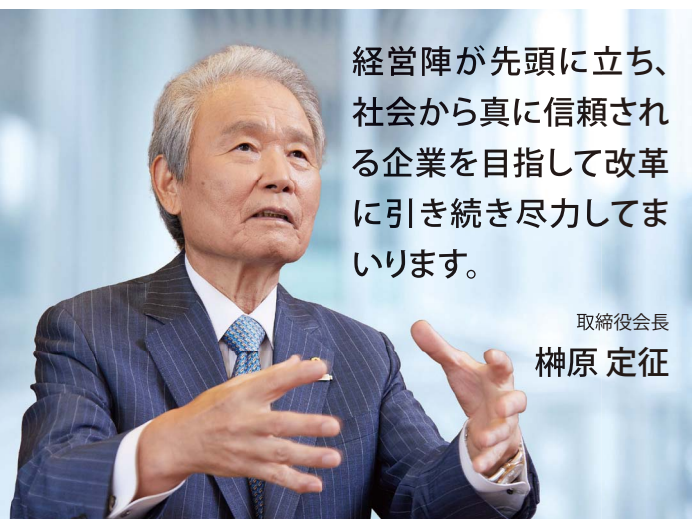 経営陣が先頭に立ち、
社会から真に信頼され
る企業を目指して改革
に引き続き尽力してま
いります。
取締役会長
榊原 定征